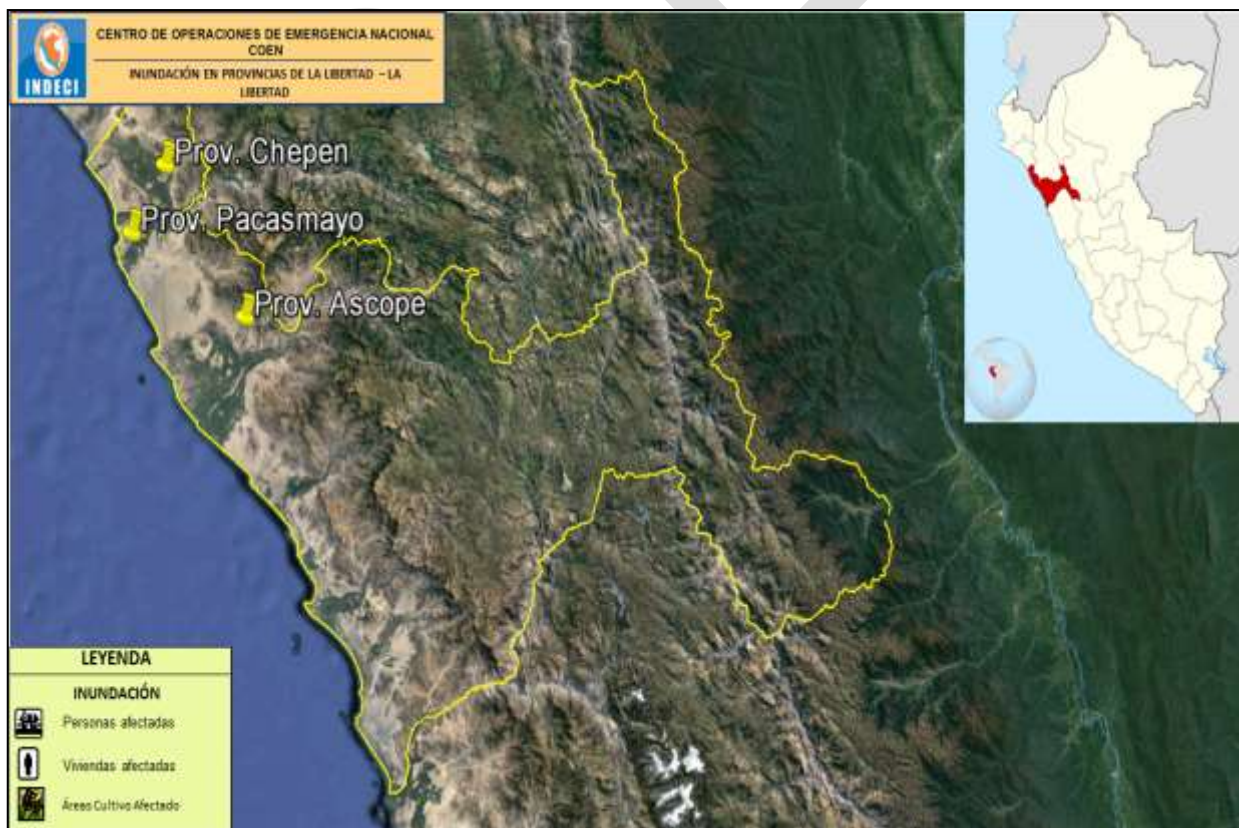 CENTRO DE OPERACIONES DE EMERGENCIA NACIONAL
COEN
INUNDACIÓN EN PROVINCIAS DE LA LIBERTAD – LA
LIBERTAD
INDECI
Prov. Chepen
Prov. Pacasmayo
Prov. Ascope
LEYENDA
INUNDACIÓN
Personas afectadas
Viviendas afectadas
Áreas Cultivo Afectado